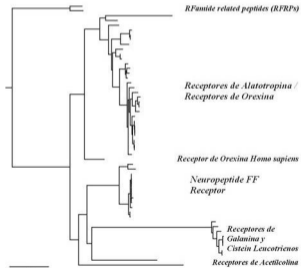 RFamide related peptides (RFRPs)
Receptores de Alatotropina /
Receptores de Orexina
Receptor de Orexina Homo sapiens
Neuropeptide FF
Receptor
Receptores de
Galanina y
Cistein Leucotrienos
Receptores de Acetilcolina